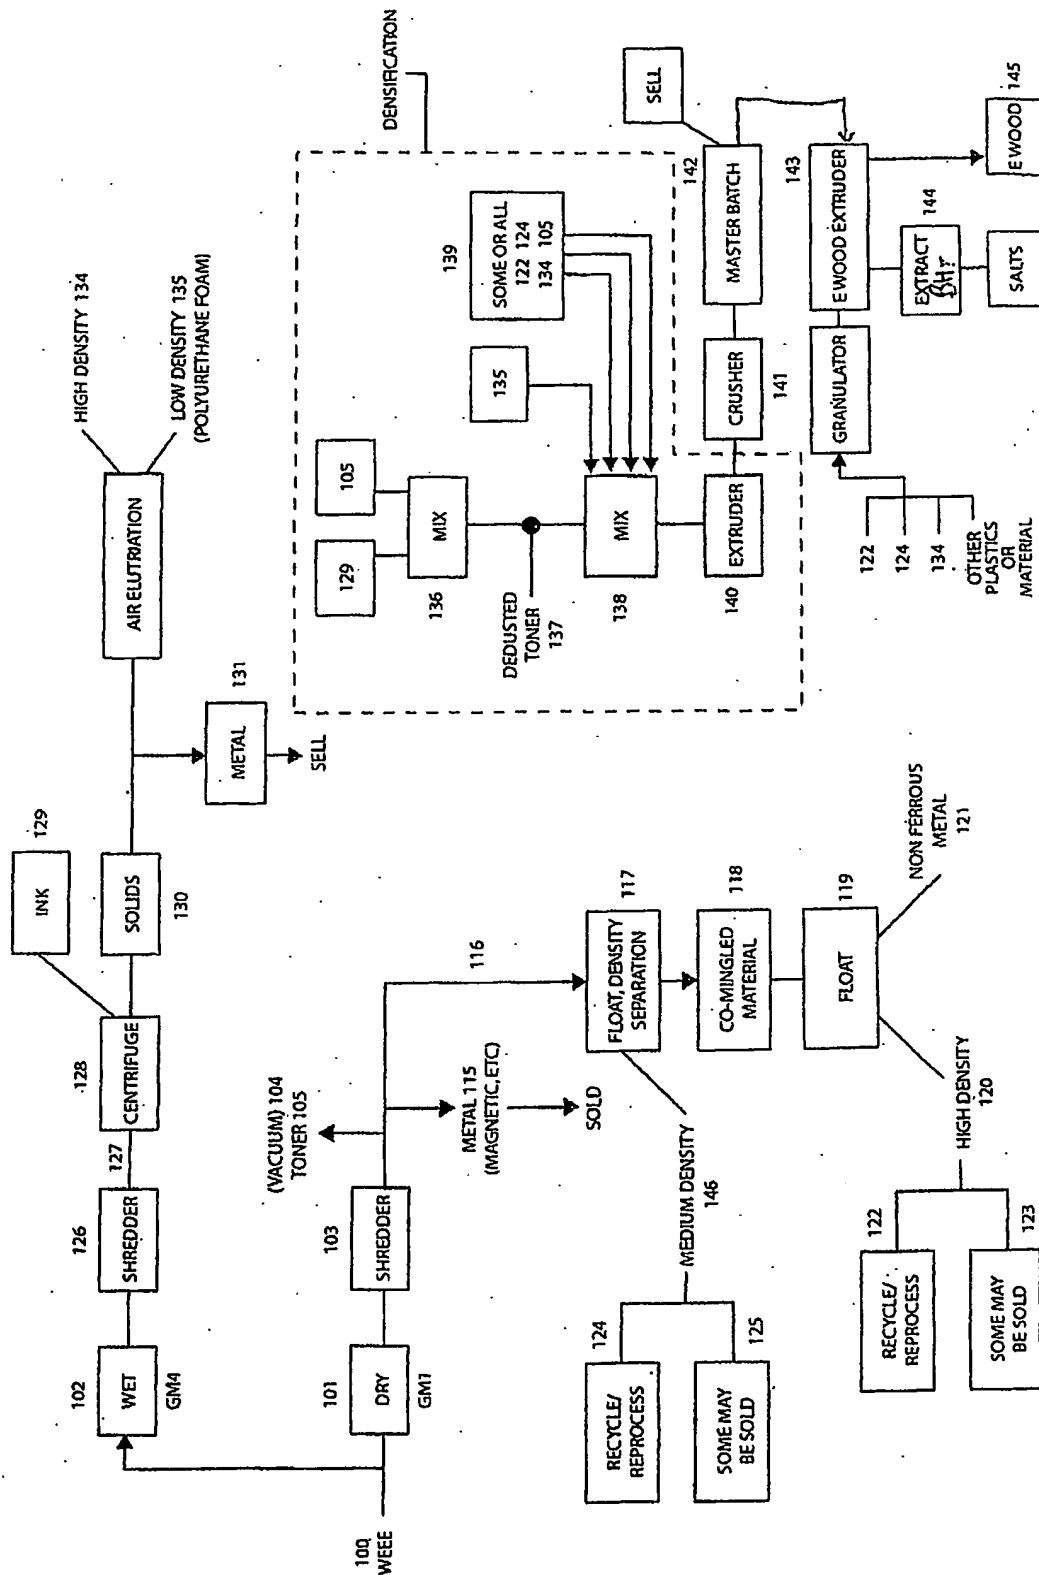 100
WEEE
102
WET
GM4
126
SHREDDER
127
128
CENTRIFUGE
INK
129
SOLIDS
130
METAL
131
SELL
AIR ELUTRIATION
HIGH DENSITY 134
LOW DENSITY 135
(POLYURETHANE FOAM)
101
DRY
GM1
103
SHREDDER
(VACUUM) 104
TONER 105
METAL 115
(MAGNETIC, ETC)
SOLD
116
FLOAT, DENSITY
SEPARATION
117
CO-MINGLED
MATERIAL
118
FLOAT
119
NON FERROUS
METAL
121
HIGH DENSITY
120
122
RECYCLE/
REPROCESS
123
SOME MAY
BE SOLD
MEDIUM DENSITY
146
124
RECYCLE/
REPROCESS
125
SOME MAY
BE SOLD
DENSIFICATION
129
105
MIX
136
DEDUSTED
TONER
137
135
139
SOME OR ALL
122 124
134 105
MIX
138
EXTRUDER
140
CRUSHER
141
MASTER BATCH
142
SELL
122
124
134
OTHER
PLASTICS
OR
MATERIAL
GRANULATOR
EWOOD EXTRUDER
143
EXTRACT
144
SALTS
EWOOD
145